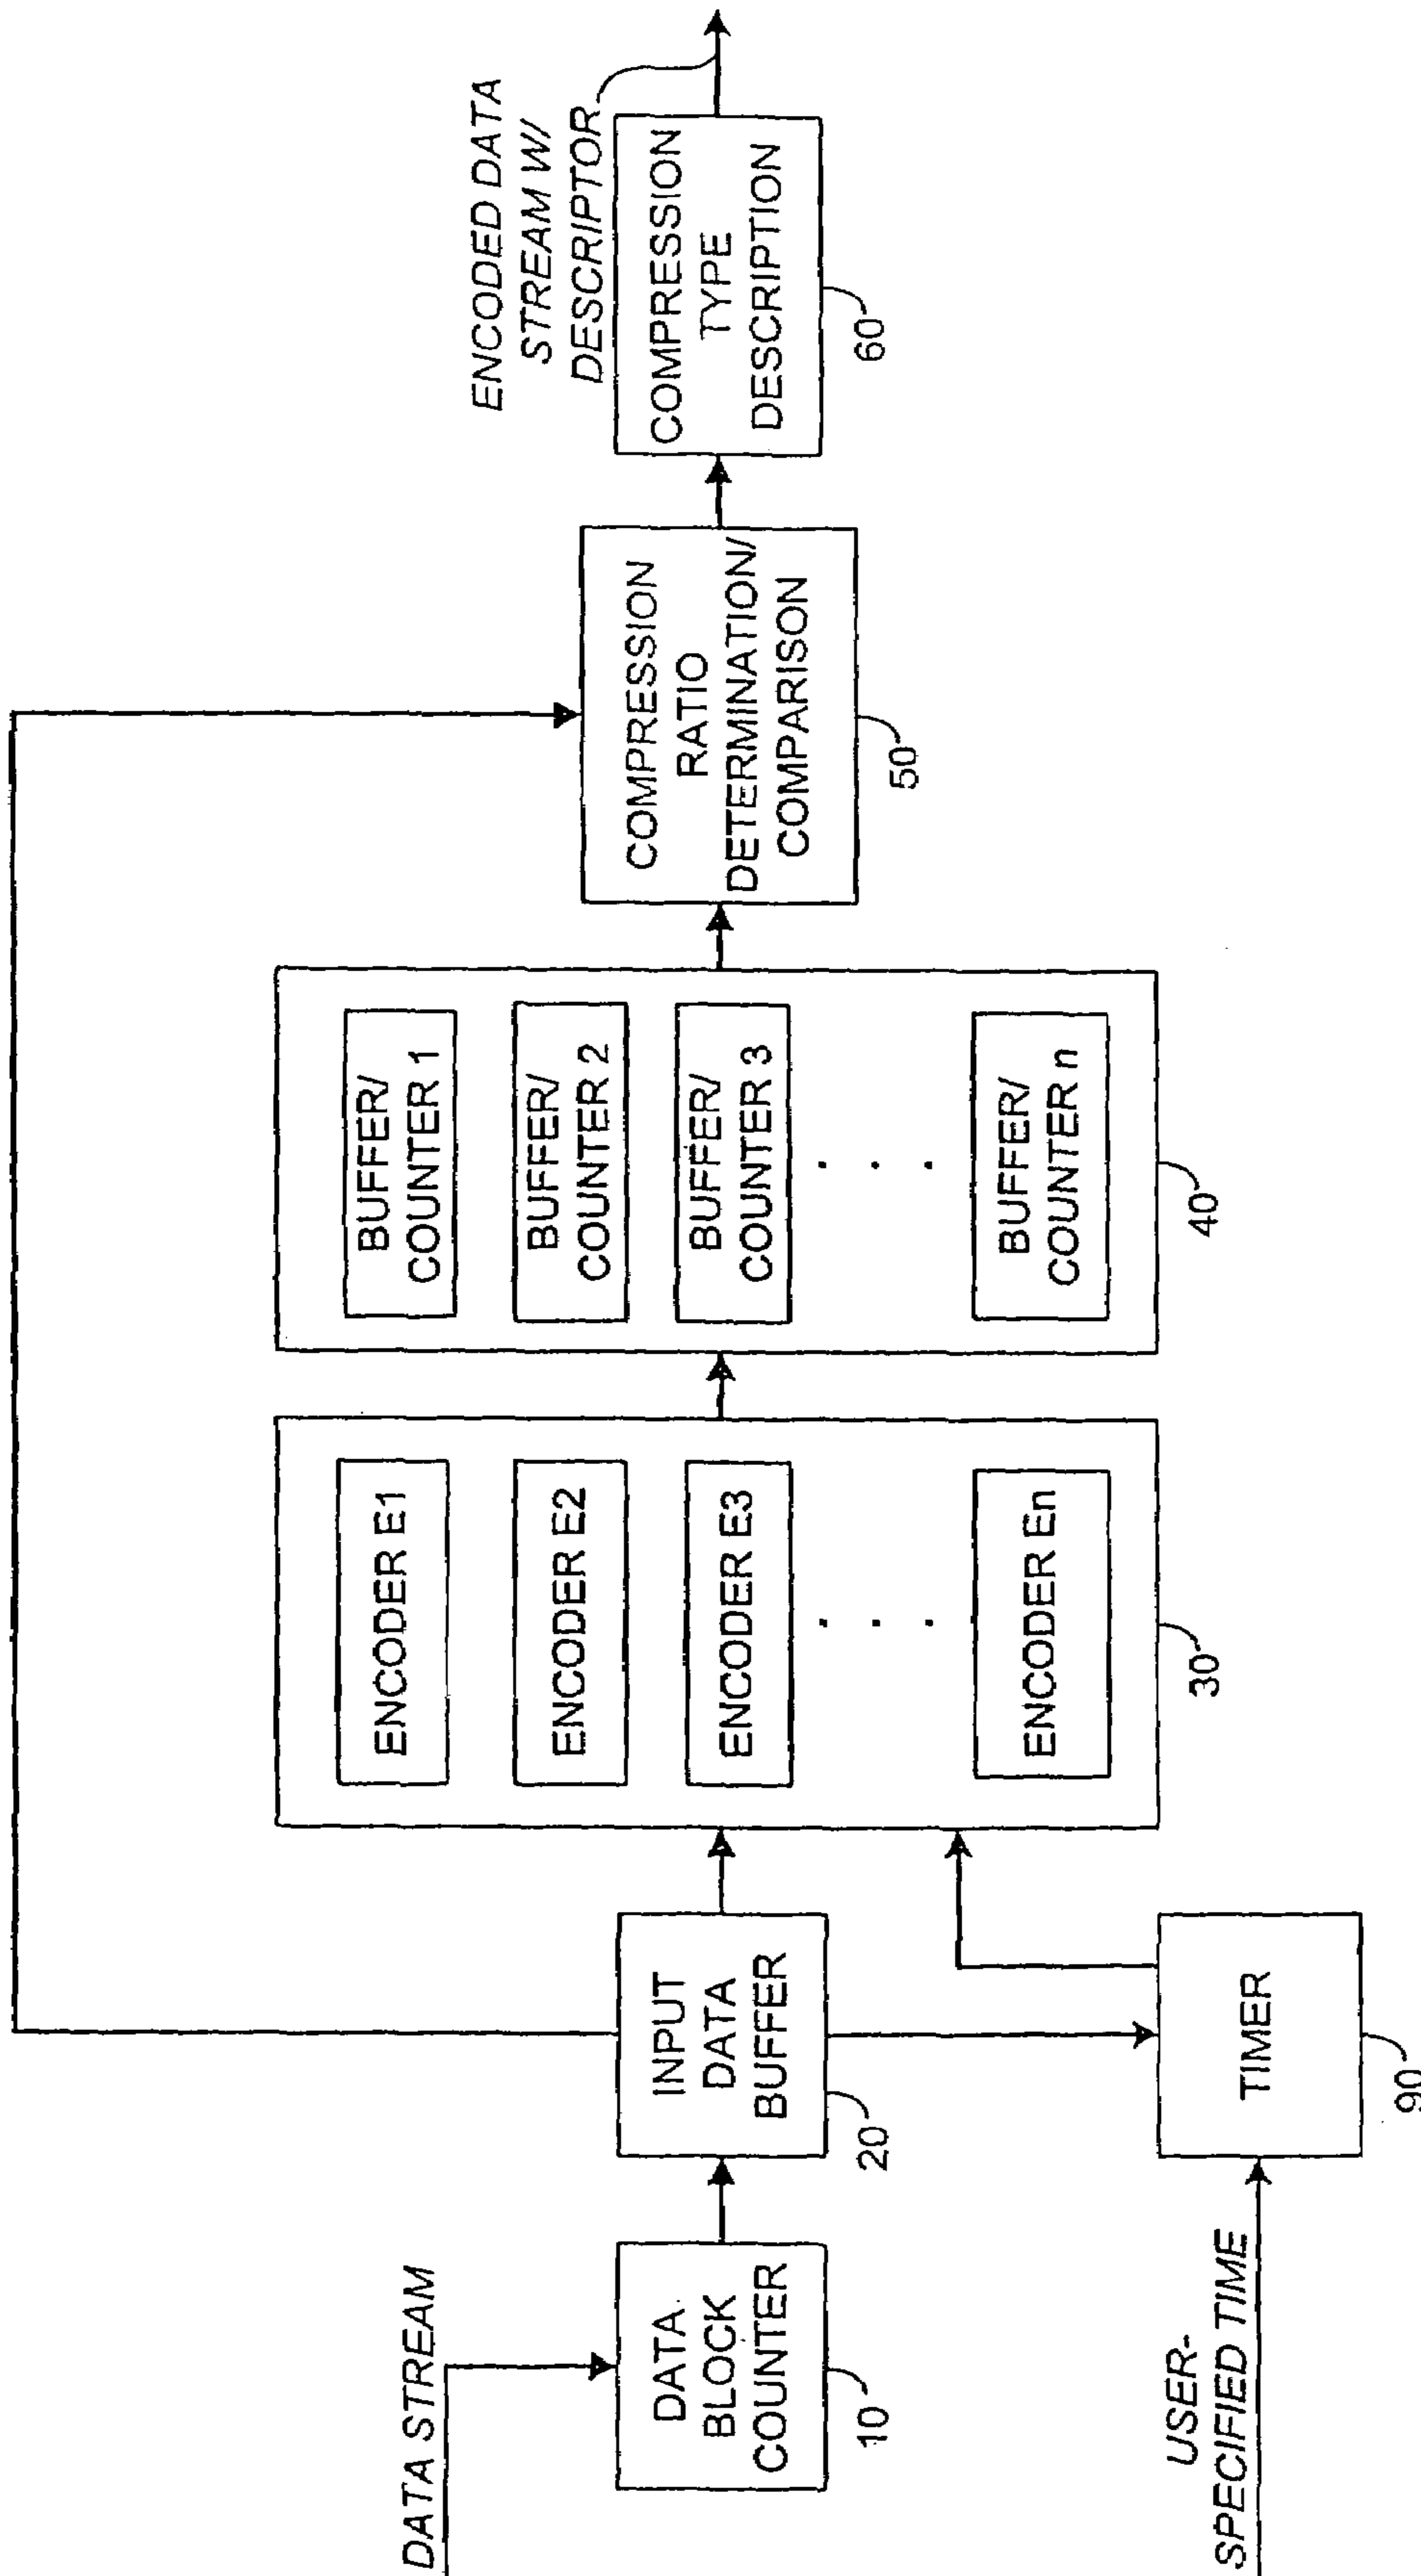 DATA STREAM
DATA
BLOCK
COUNTER
10
INPUT
DATA
BUFFER
20
USER-
SPECIFIED TIME
TIMER
90
ENCODER E1
ENCODER E2
ENCODER E3
. . .
ENCODER En
30
BUFFER/
COUNTER 1
BUFFER/
COUNTER 2
BUFFER/
COUNTER 3
. . .
BUFFER/
COUNTER n
40
COMPRESSION
RATIO
DETERMINATION/
COMPARISON
50
COMPRESSION
TYPE
DESCRIPTION
60
ENCODED DATA
STREAM W/
DESCRIPTOR